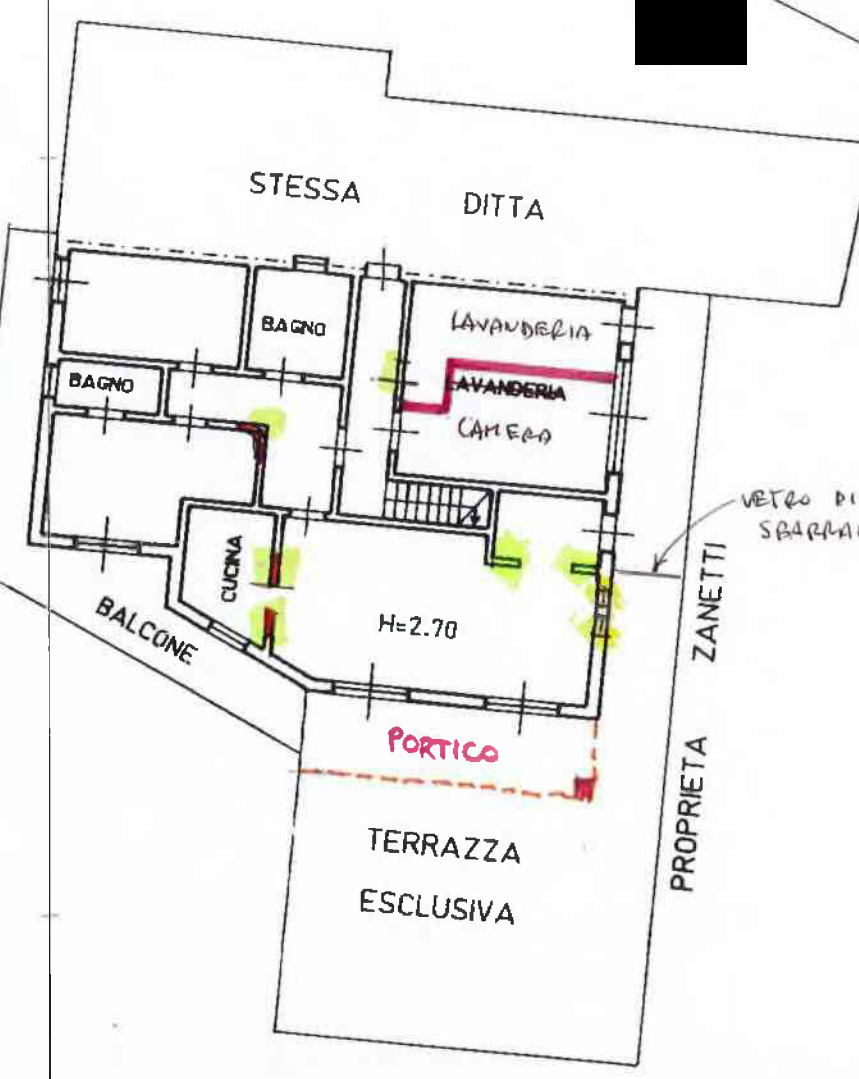 STESSA DITTA
BAGNO
LAVANDERIA
BAGNO
LAVANDERIA
CAMERA
VETRO DI
CUCINA
BALCONE
H=2.70
PROPRIETA ZANETTI
PORTICO
TERRAZZA
ESCLUSIVA